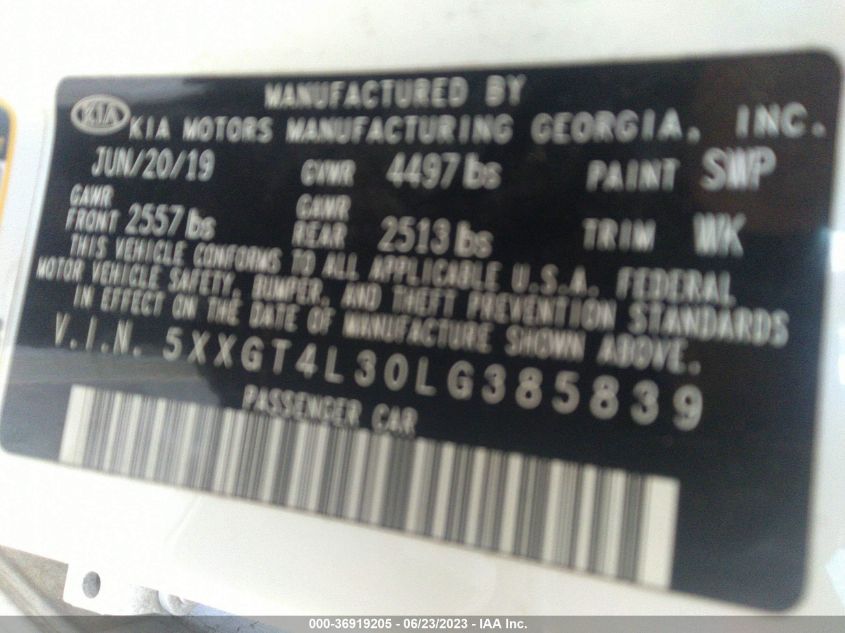 MANUFACTURED BY
KIA KIA MOTORS MANUFACTURING GEORGIA, INC.
JUN/20/19 GVWR 4497 lbs PAINT SWP
GAWR FRONT 2557 lbs GAWR REAR 2513 lbs TRIM WK
THIS VEHICLE CONFORMS TO ALL APPLICABLE U.S.A. FEDERAL
MOTOR VEHICLE SAFETY, BUMPER, AND THEFT PREVENTION STANDARDS
IN EFFECT ON THE DATE OF MANUFACTURE SHOWN ABOVE.
V.I.N. 5XXGT4L30LG385839
PASSENGER CAR
000-36919205 - 06/23/2023 - IAA Inc.